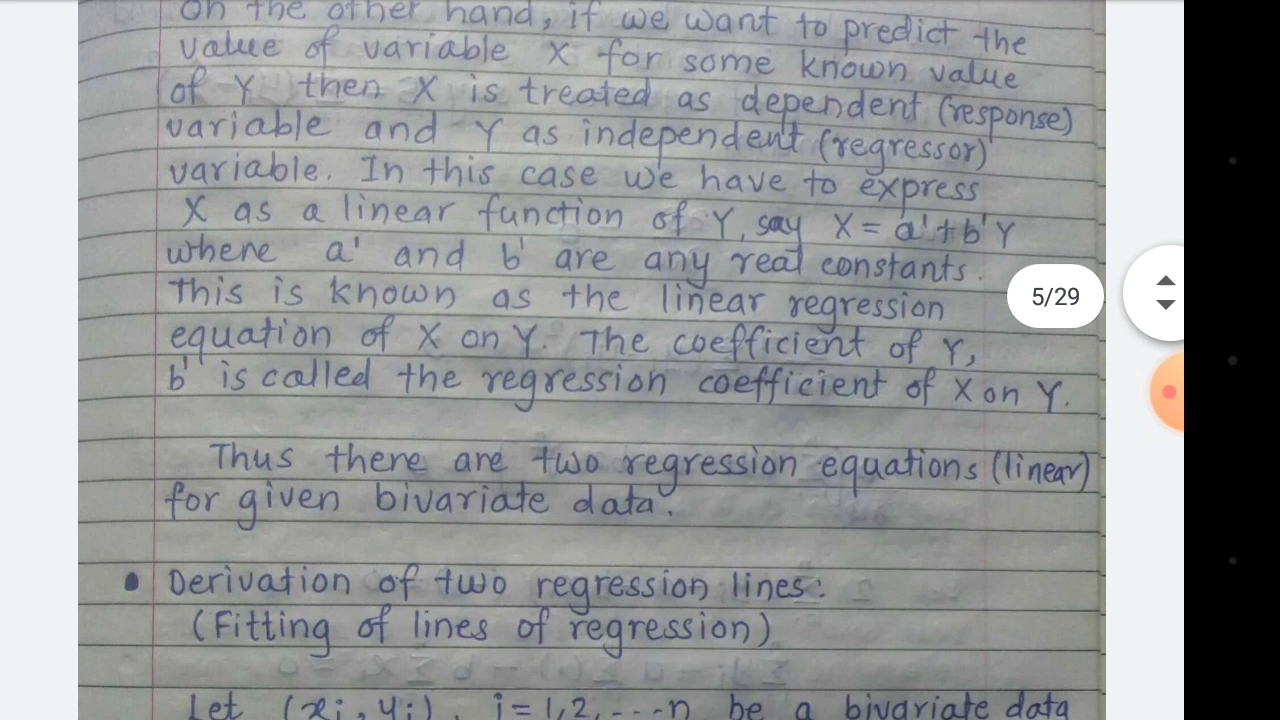 On the other hand, if we want to predict the
value of variable X for some known value
of Y then X is treated as dependent (response)
variable and Y as independent (regressor)
variable. In this case we have to express
X as a linear function of Y, say X = a' + b'Y
where a' and b' are any real constants.
This is known as the linear regression
equation of X on Y. The coefficient of Y,
b' is called the regression coefficient of X on Y.
Thus there are two regression equations (linear)
for given bivariate data.
• Derivation of two regression lines:
(Fitting of lines of regression)
Let (xi, yi), i = 1, 2, ---n be a bivariate data
5/29